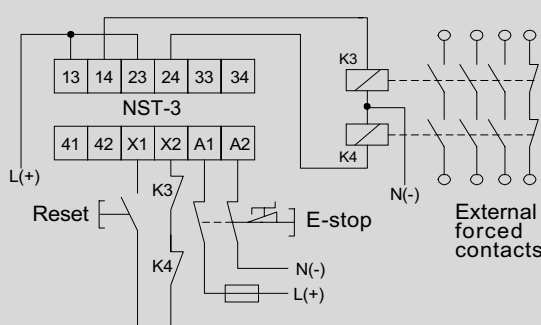 13 14 23 24 33 34
NST-3
41 42 X1 X2 A1 A2
L(+)
Reset
K3
K4
E-stop
N(-)
L(+)
K3
K4
N(-)
External
forced
contacts